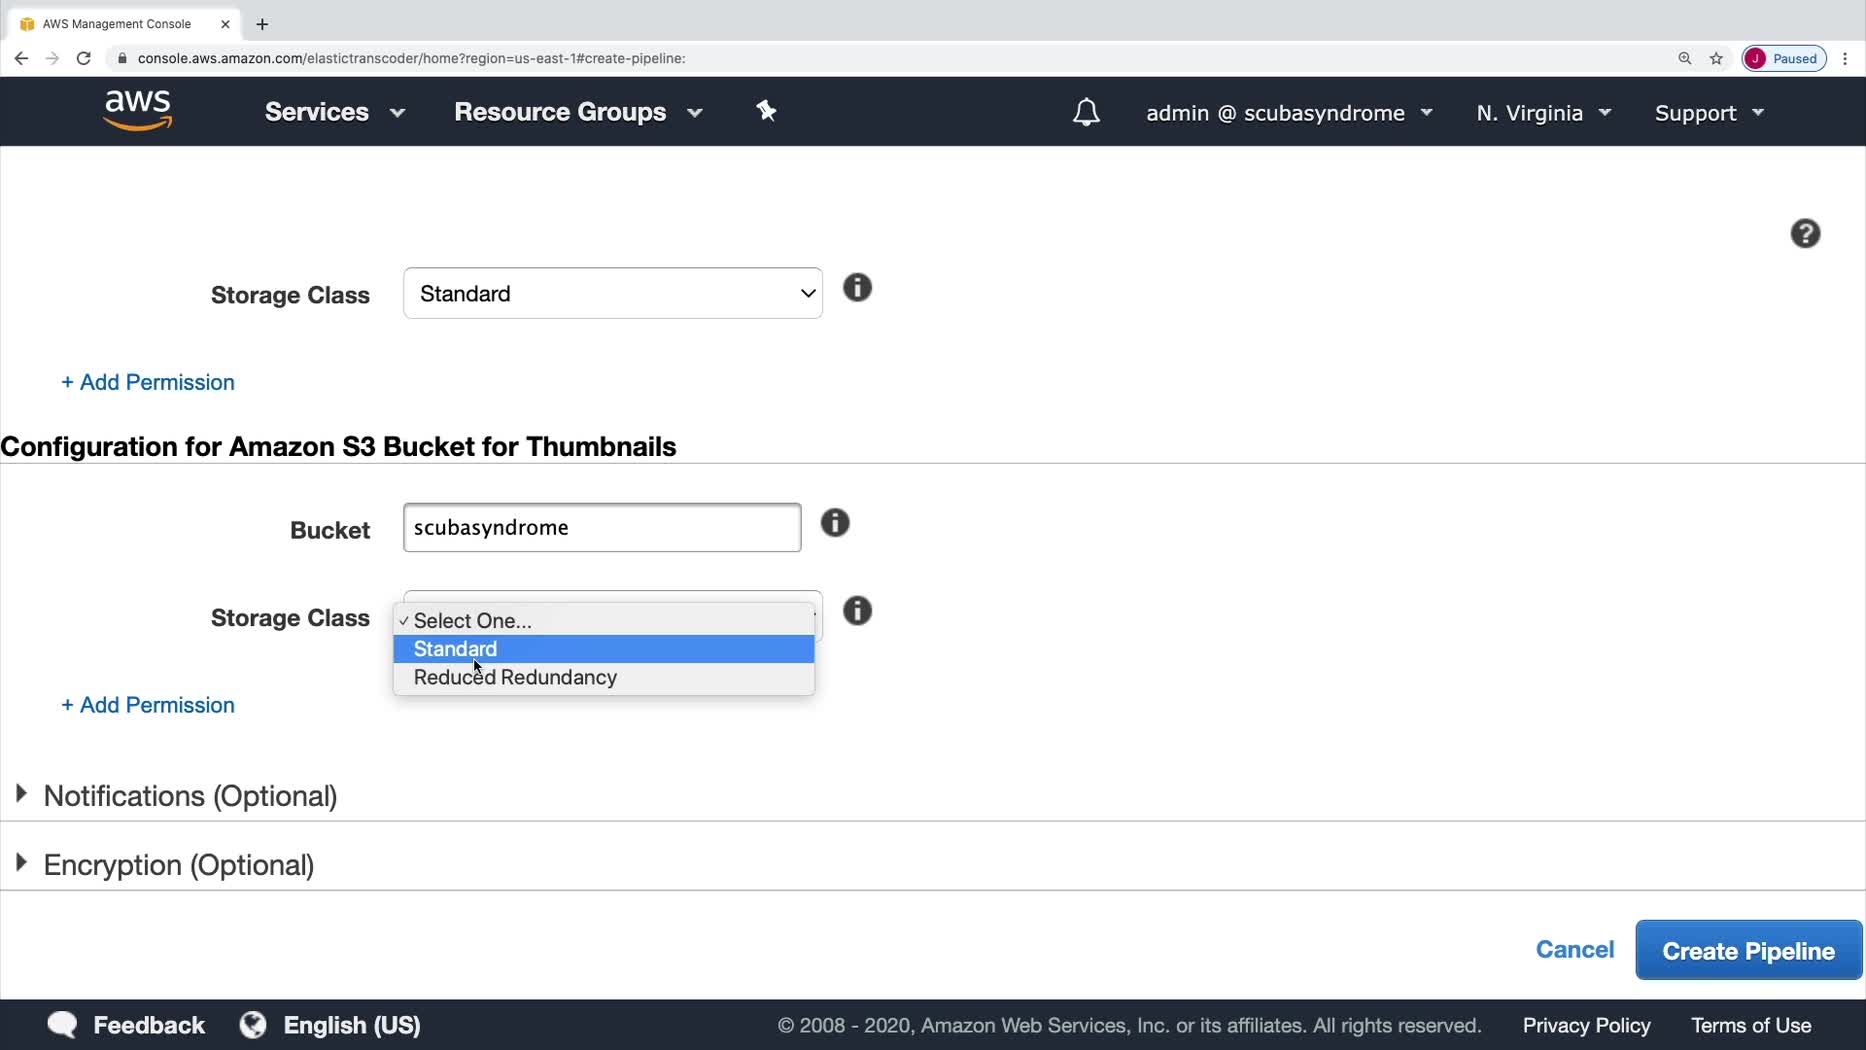 AWS Management Console
console.aws.amazon.com/elastictranscoder/home?region=us-east-1#create-pipeline:
J Paused
aws Services Resource Groups admin @ scubasyndrome N. Virginia Support
Storage Class Standard
+ Add Permission
Configuration for Amazon S3 Bucket for Thumbnails
Bucket scubasyndrome
Storage Class ✓ Select One...
Standard
Reduced Redundancy
+ Add Permission
Notifications (Optional)
Encryption (Optional)
Cancel Create Pipeline
Feedback English (US) © 2008 - 2020, Amazon Web Services, Inc. or its affiliates. All rights reserved. Privacy Policy Terms of Use